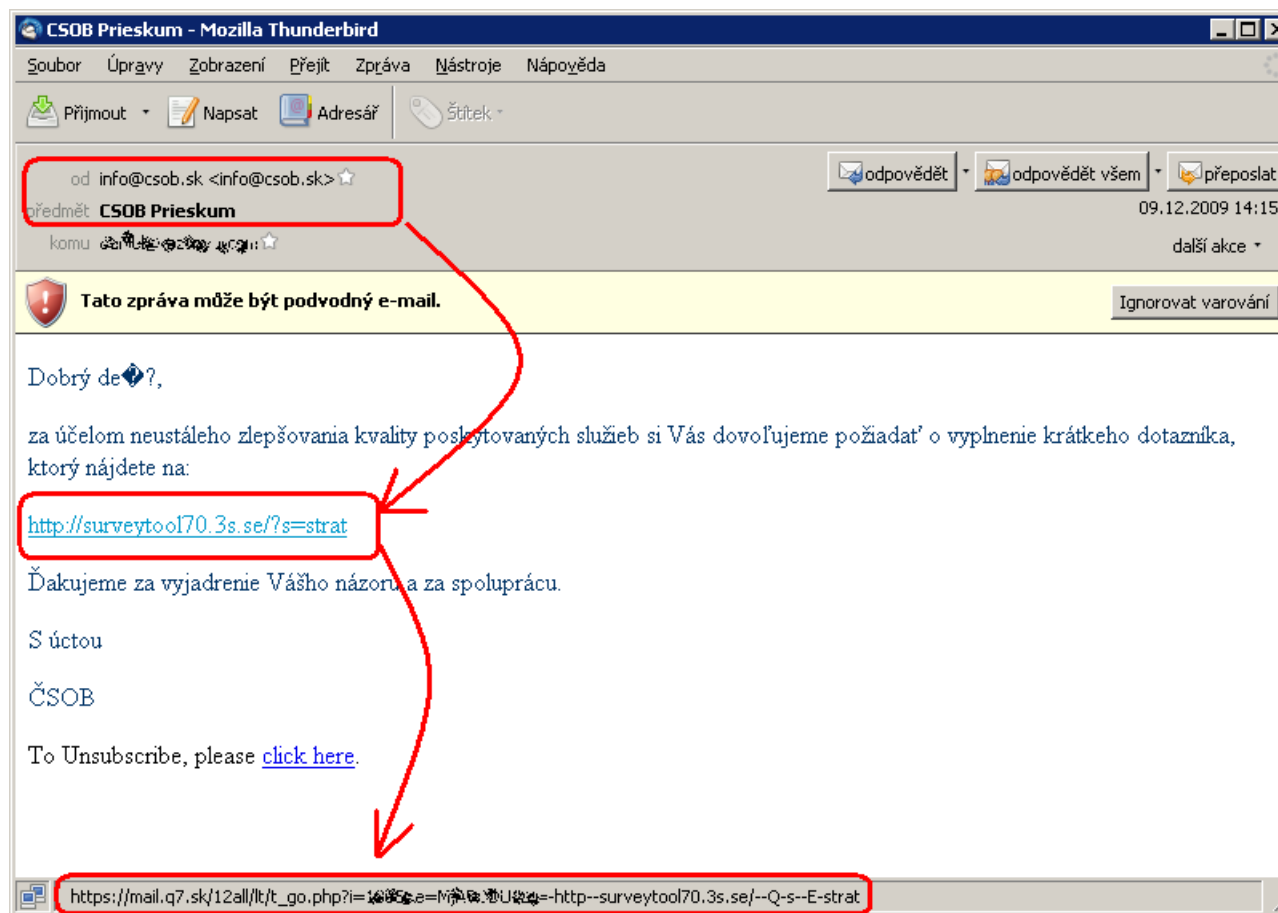 CSOB Prieskum - Mozilla Thunderbird
Soubor Úpravy Zobrazení Přejít Zpráva Nástroje Nápověda
Přijmout Napsat Adresář Štítek
od info@csob.sk <info@csob.sk>
odpovědět odpovědět všem přeposlat
předmět CSOB Prieskum
09.12.2009 14:15
komu
další akce
Tato zpráva může být podvodný e-mail.
Ignorovat varování
Dobrý de�?,
za účelom neustáleho zlepšovania kvality poskytovaných služieb si Vás dovoľujeme požiadať o vyplnenie krátkeho dotazníka,
ktorý nájdete na:
http://surveytool70.3s.se/?s=strat
Ďakujeme za vyjadrenie Vášho názoru a za spoluprácu.
S úctou
ČSOB
To Unsubscribe, please click here.
https://mail.q7.sk/12all/lt/t_go.php?i= =-http--surveytool70.3s.se/--Q-s--E-strat